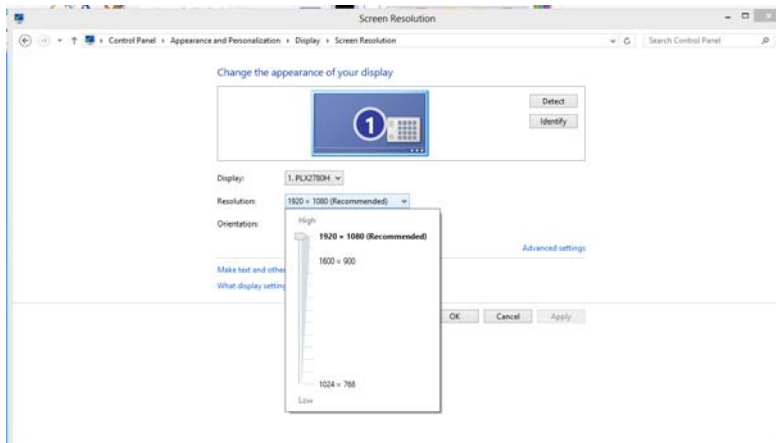 Screen Resolution
Control Panel Appearance and Personalization Display Screen Resolution
Search Control Panel
Change the appearance of your display
1
Detect
Identify
Display: 1. PLX2780H
Resolution: 1920 × 1080 (Recommended)
Orientation:
High
1920 × 1080 (Recommended)
Advanced settings
1600 × 900
Make text and othe
What display setting
OK Cancel Apply
1024 × 768
Low